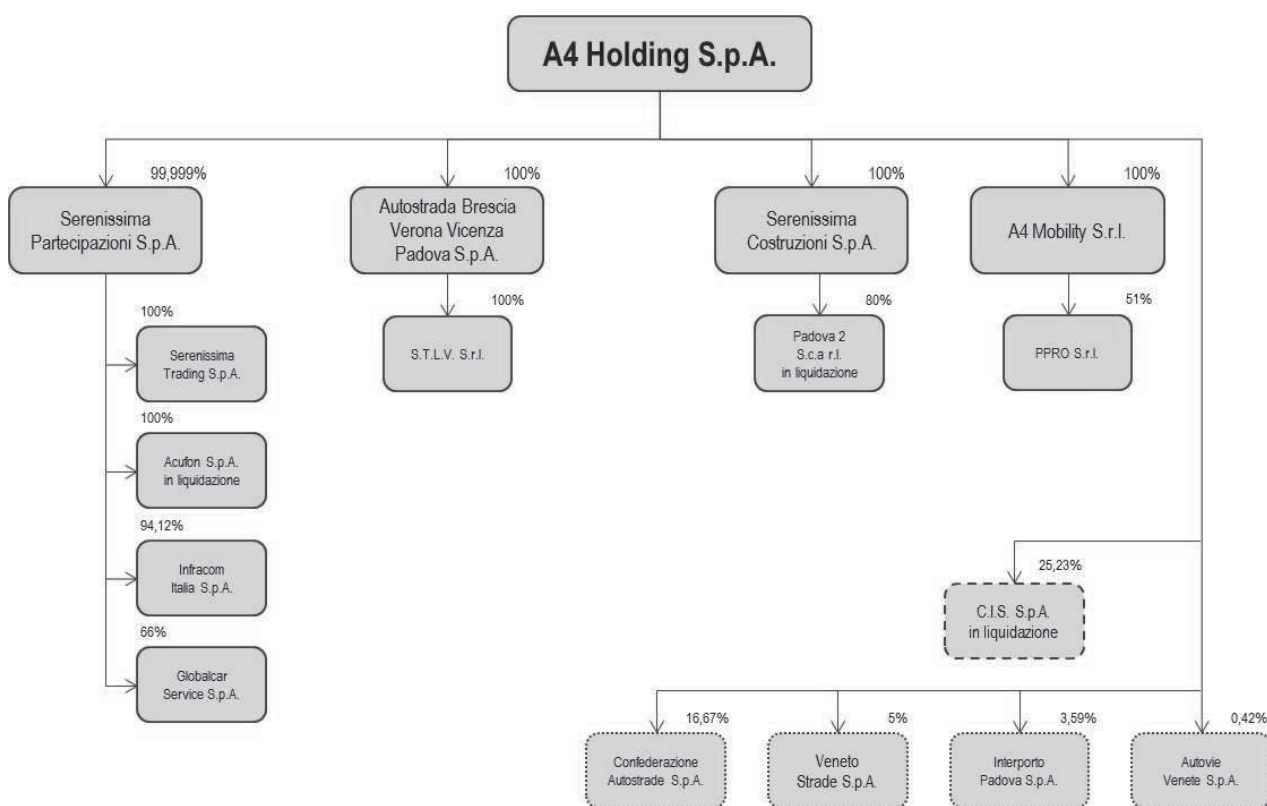 A4 Holding S.p.A.
99,999%
Serenissima
Partecipazioni S.p.A.
100%
Autostrada Brescia
Verona Vicenza
Padova S.p.A.
100%
Serenissima
Costruzioni S.p.A.
100%
A4 Mobility S.r.l.
100%
Serenissima
Trading S.p.A.
100%
S.T.L.V. S.r.l.
80%
Padova 2
S.c.a r.l.
in liquidazione
51%
PPRO S.r.l.
100%
Acufon S.p.A.
in liquidazione
94,12%
Infracom
Italia S.p.A.
25,23%
C.I.S. S.p.A.
in liquidazione
66%
Globalcar
Service S.p.A.
16,67%
Confederazione
Autostrade S.p.A.
5%
Veneto
Strade S.p.A.
3,59%
Interporto
Padova S.p.A.
0,42%
Autovie
Venete S.p.A.